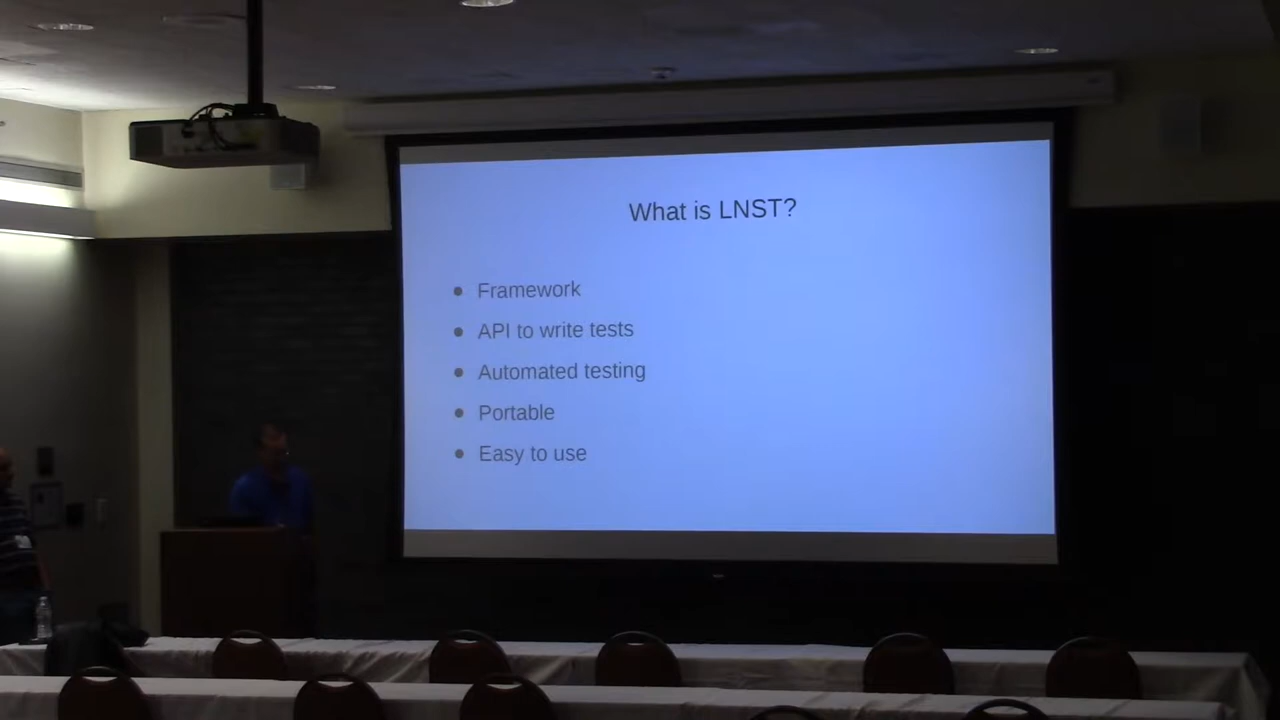 What is LNST?
Framework
API to write tests
Automated testing
Portable
Easy to use